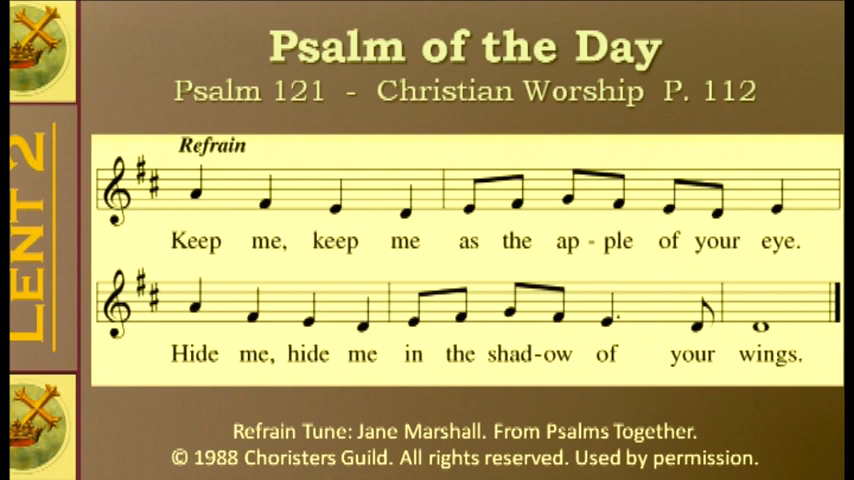 Psalm of the Day
Psalm 121 - Christian Worship P. 112
LENT 2
Refrain
Keep me, keep me as the ap - ple of your eye.
Hide me, hide me in the shad-ow of your wings.
Refrain Tune: Jane Marshall. From Psalms Together.
© 1988 Choristers Guild. All rights reserved. Used by permission.